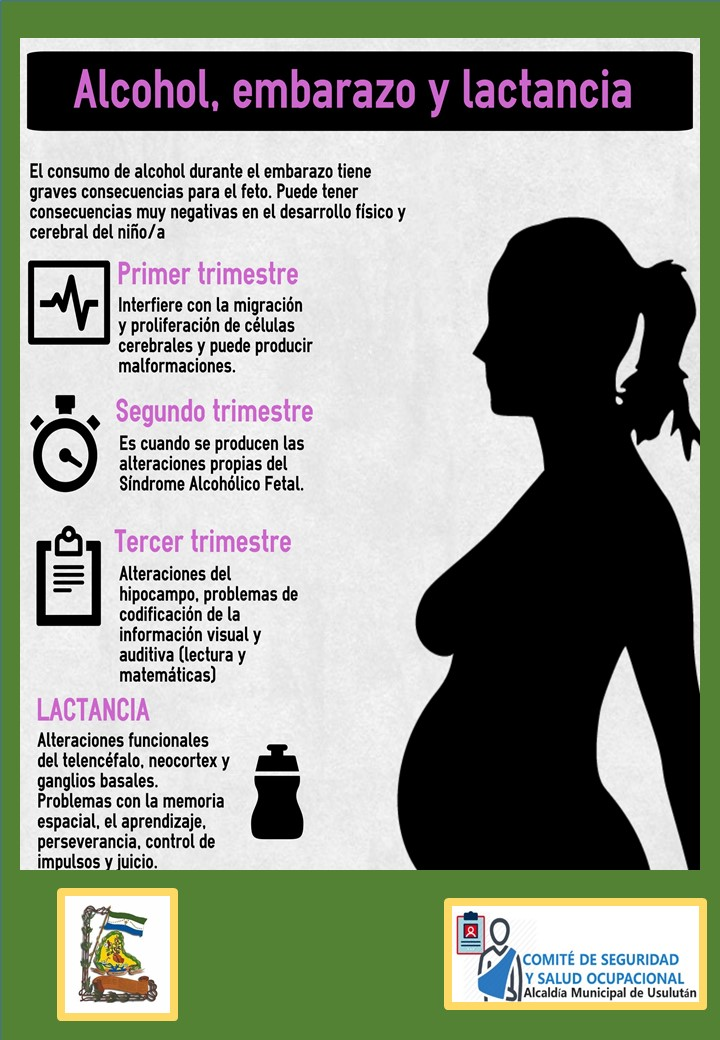 Alcohol, embarazo y lactancia
El consumo de alcohol durante el embarazo tiene
graves consecuencias para el feto. Puede tener
consecuencias muy negativas en el desarrollo físico y
cerebral del niño/a
Primer trimestre
Interfiere con la migración
y proliferación de células
cerebrales y puede producir
malformaciones.
Segundo trimestre
Es cuando se producen las
alteraciones propias del
Síndrome Alcohólico Fetal.
Tercer trimestre
Alteraciones del
hipocampo, problemas de
codificación de la
información visual y
auditiva (lectura y
matemáticas)
LACTANCIA
Alteraciones funcionales
del telencéfalo, neocortex y
ganglios basales.
Problemas con la memoria
espacial, el aprendizaje,
perseverancia, control de
impulsos y juicio.
COMITÉ DE SEGURIDAD
Y SALUD OCUPACIONAL
Alcaldía Municipal de Usulután